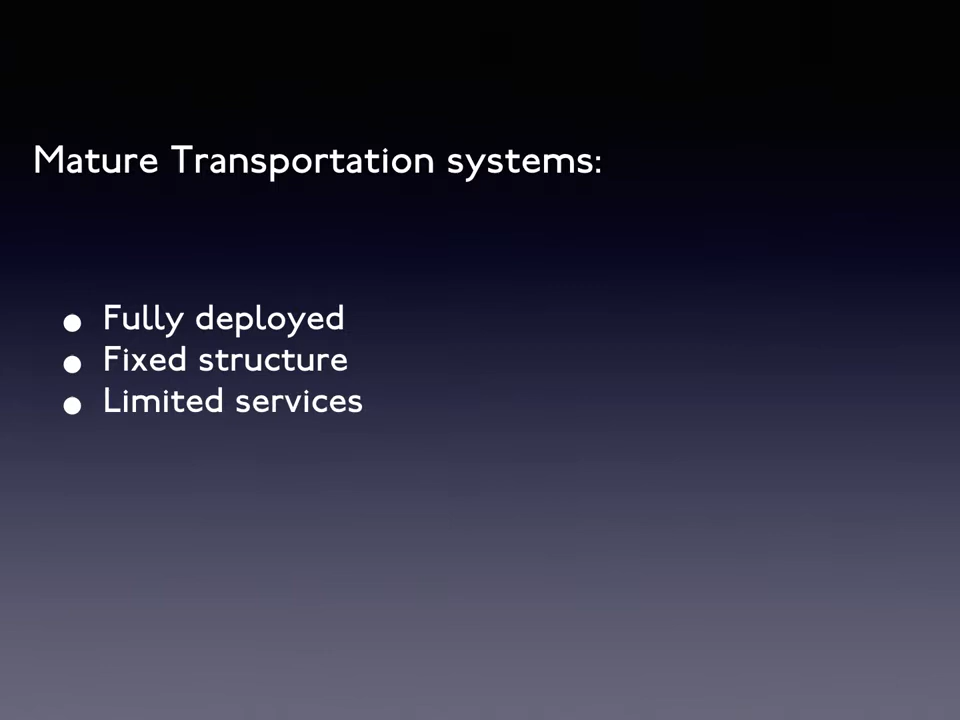 Mature Transportation systems:
• Fully deployed
• Fixed structure
• Limited services